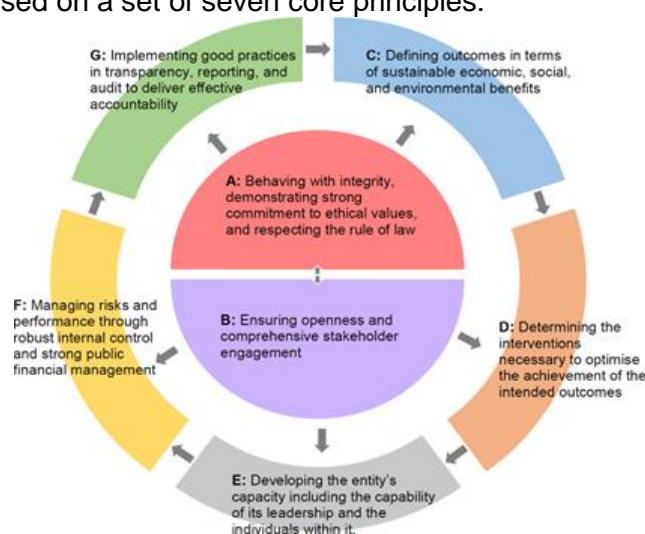 sed on a set of seven core principles.
G: Implementing good practices
in transparency, reporting, and
audit to deliver effective
accountability
C: Defining outcomes in terms
of sustainable economic, social,
and environmental benefits
A: Behaving with integrity,
demonstrating strong
commitment to ethical values,
and respecting the rule of law
B: Ensuring openness and
comprehensive stakeholder
engagement
F: Managing risks and
performance through
robust internal control
and strong public
financial management
D: Determining the
interventions
necessary to optimise
the achievement of the
intended outcomes
E: Developing the entity's
capacity including the capability
of its leadership and the
individuals within it.